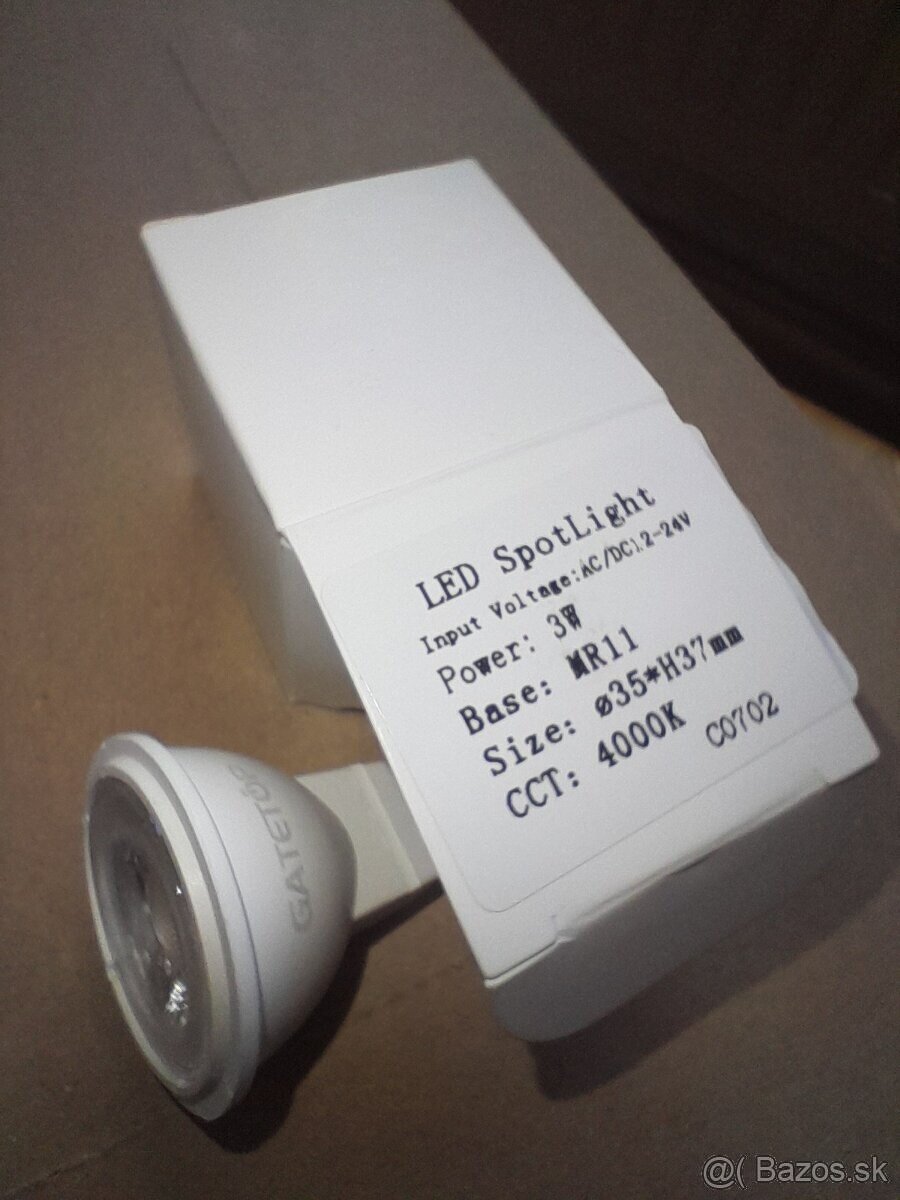 LED SpotLight
Input Voltage:AC/DC12-24V
Power: 3W
Base: MR11
Size: ø35*H37mm
CCT: 4000K
C0702
GATETOP
@( Bazos.sk